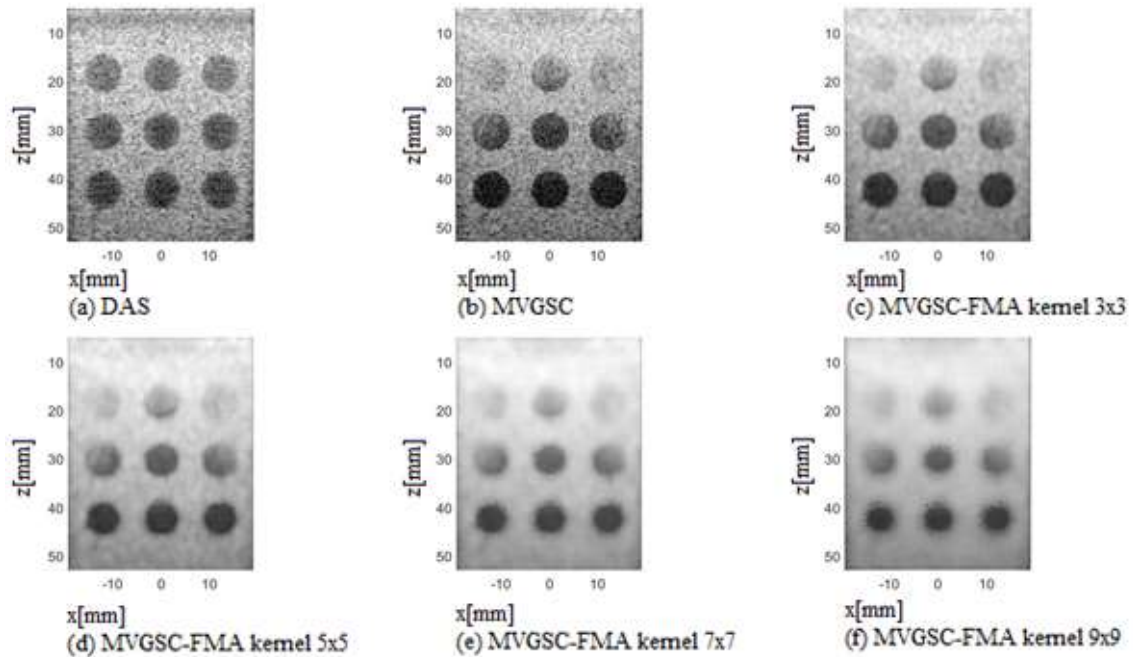 10
20
30
40
50
z[mm]
-10 0 10
x[mm]
(a) DAS
10
20
30
40
50
z[mm]
-10 0 10
x[mm]
(b) MVGSC
10
20
30
40
50
z[mm]
-10 0 10
x[mm]
(c) MVGSC-FMA kernel 3x3
10
20
30
40
50
z[mm]
-10 0 10
x[mm]
(d) MVGSC-FMA kernel 5x5
10
20
30
40
50
z[mm]
-10 0 10
x[mm]
(e) MVGSC-FMA kernel 7x7
10
20
30
40
50
z[mm]
-10 0 10
x[mm]
(f) MVGSC-FMA kernel 9x9